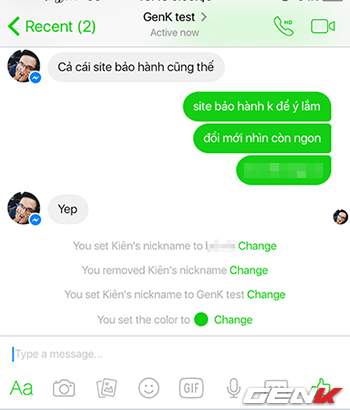 GenK test >
Recent (2)
Active now
HD
Cả cái site bảo hành cũng thế
site bảo hành k để ý lắm
đổi mới nhìn còn ngon
Yep
You set Kiên's nickname to Change
You removed Kiên's nickname Change
You set Kiên's nickname to GenK test Change
You set the color to Change
Type a message...
Aa
GIF
GENK